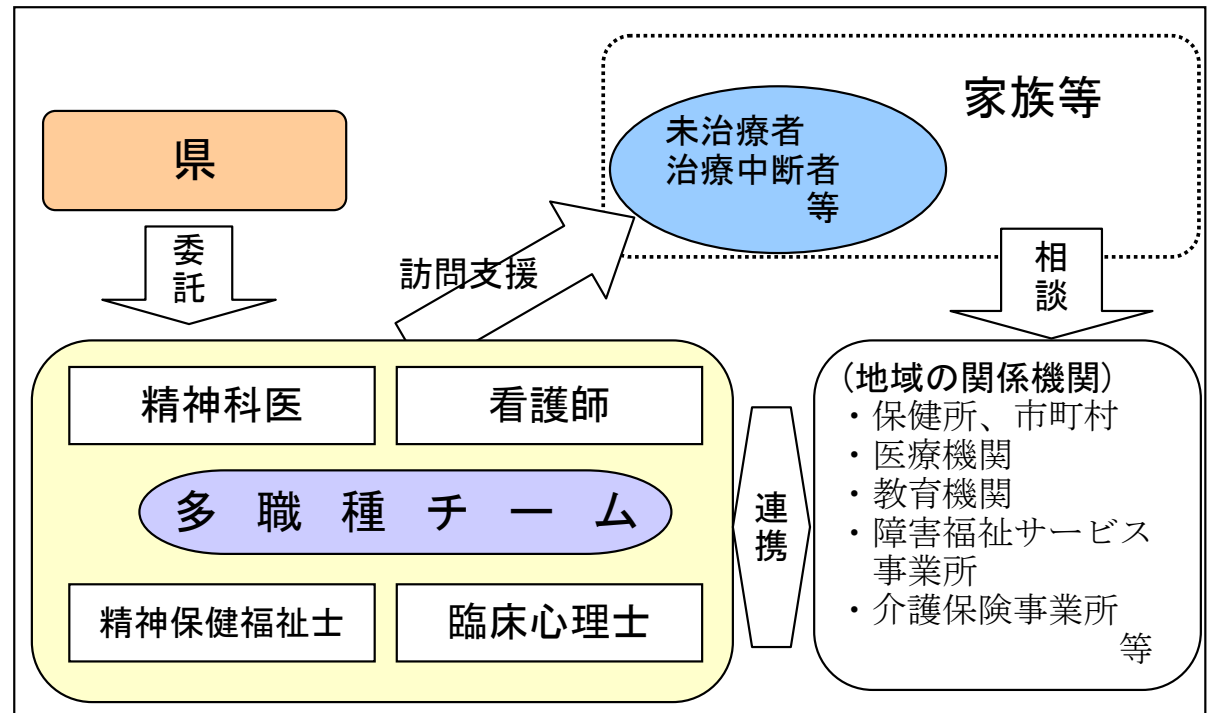 県
委託
家族等
未治療者
治療中断者
等
訪問支援
相談
精神科医
看護師
多職種チーム
精神保健福祉士
臨床心理士
連携
(地域の関係機関)
・保健所、市町村
・医療機関
・教育機関
・障害福祉サービス
事業所
・介護保険事業所
等